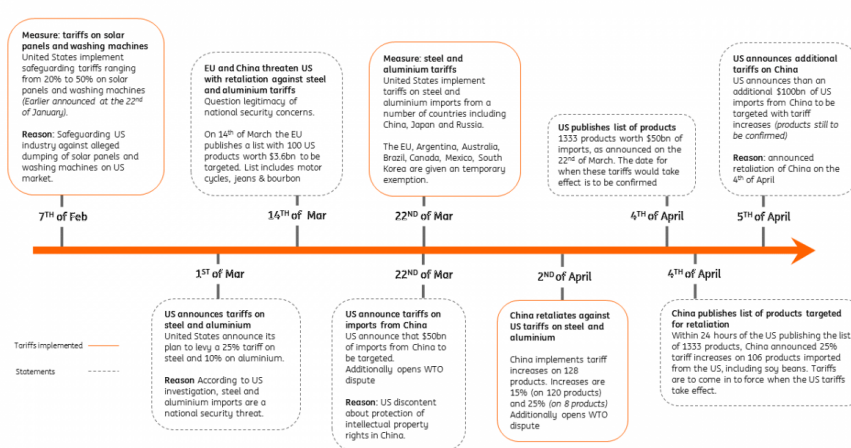 Measure: tariffs on solar
panels and washing machines
United States implement
safeguarding tariffs ranging
from 20% to 50% on solar
panels and washing machines
(Earlier announced at the 22nd
of January).
Reason: Safeguarding US
industry against alleged
dumping of solar panels and
washing machines on US
market.
EU and China threaten US
with retaliation against steel
and aluminium tariffs
Question legitimacy of
national security concerns.
On 14th of March the EU
publishes a list with 100 US
products worth $3.6bn to be
targeted. List includes motor
cycles, jeans & bourbon
Measure: steel and
aluminium tariffs
United States implement
tariffs on steel and
aluminium imports from a
number of countries including
China, Japan and Russia.
The EU, Argentina, Australia,
Brazil, Canada, Mexico, South
Korea are given an temporary
exemption.
US publishes list of products
1333 products worth $50bn of
imports, as announced on the
22nd of March. The date for
when these tariffs would take
effect is to be confirmed
US announces additional
tariffs on China
US announces than an
additional $100bn of US
imports from China to be
targeted with tariff
increases (products still to
be confirmed)
Reason: announced
retaliation of China on the
4th of April
7TH of Feb
14TH of Mar
22ND of Mar
4TH of April
5TH of April
1ST of Mar
22ND of Mar
2ND of April
4TH of April
US announces tariffs on
steel and aluminium
United States announce its
plan to levy a 25% tariff on
steel and 10% on aluminium.
Reason According to US
investigation, steel and
aluminium imports are a
national security threat.
US announce tariffs on
imports from China
US announce that $50bn
of imports from China to
be targeted.
Additionally opens WTO
dispute
Reason: US discontent
about protection of
intellectual property
rights in China.
China retaliates against
US tariffs on steel and
aluminium
China implements tariff
increases on 128
products. Increases are
15% (on 120 products)
and 25% (on 8 products)
Additionally opens WTO
dispute
China publishes list of products targeted
for retaliation
Within 24 hours of the US publishing the list
of 1333 products, China announced 25%
tariff increases on 106 products imported
from the US, including soy beans. Tariffs
are to come in to force when the US tariffs
take effect.
Tariffs implemented
Statements